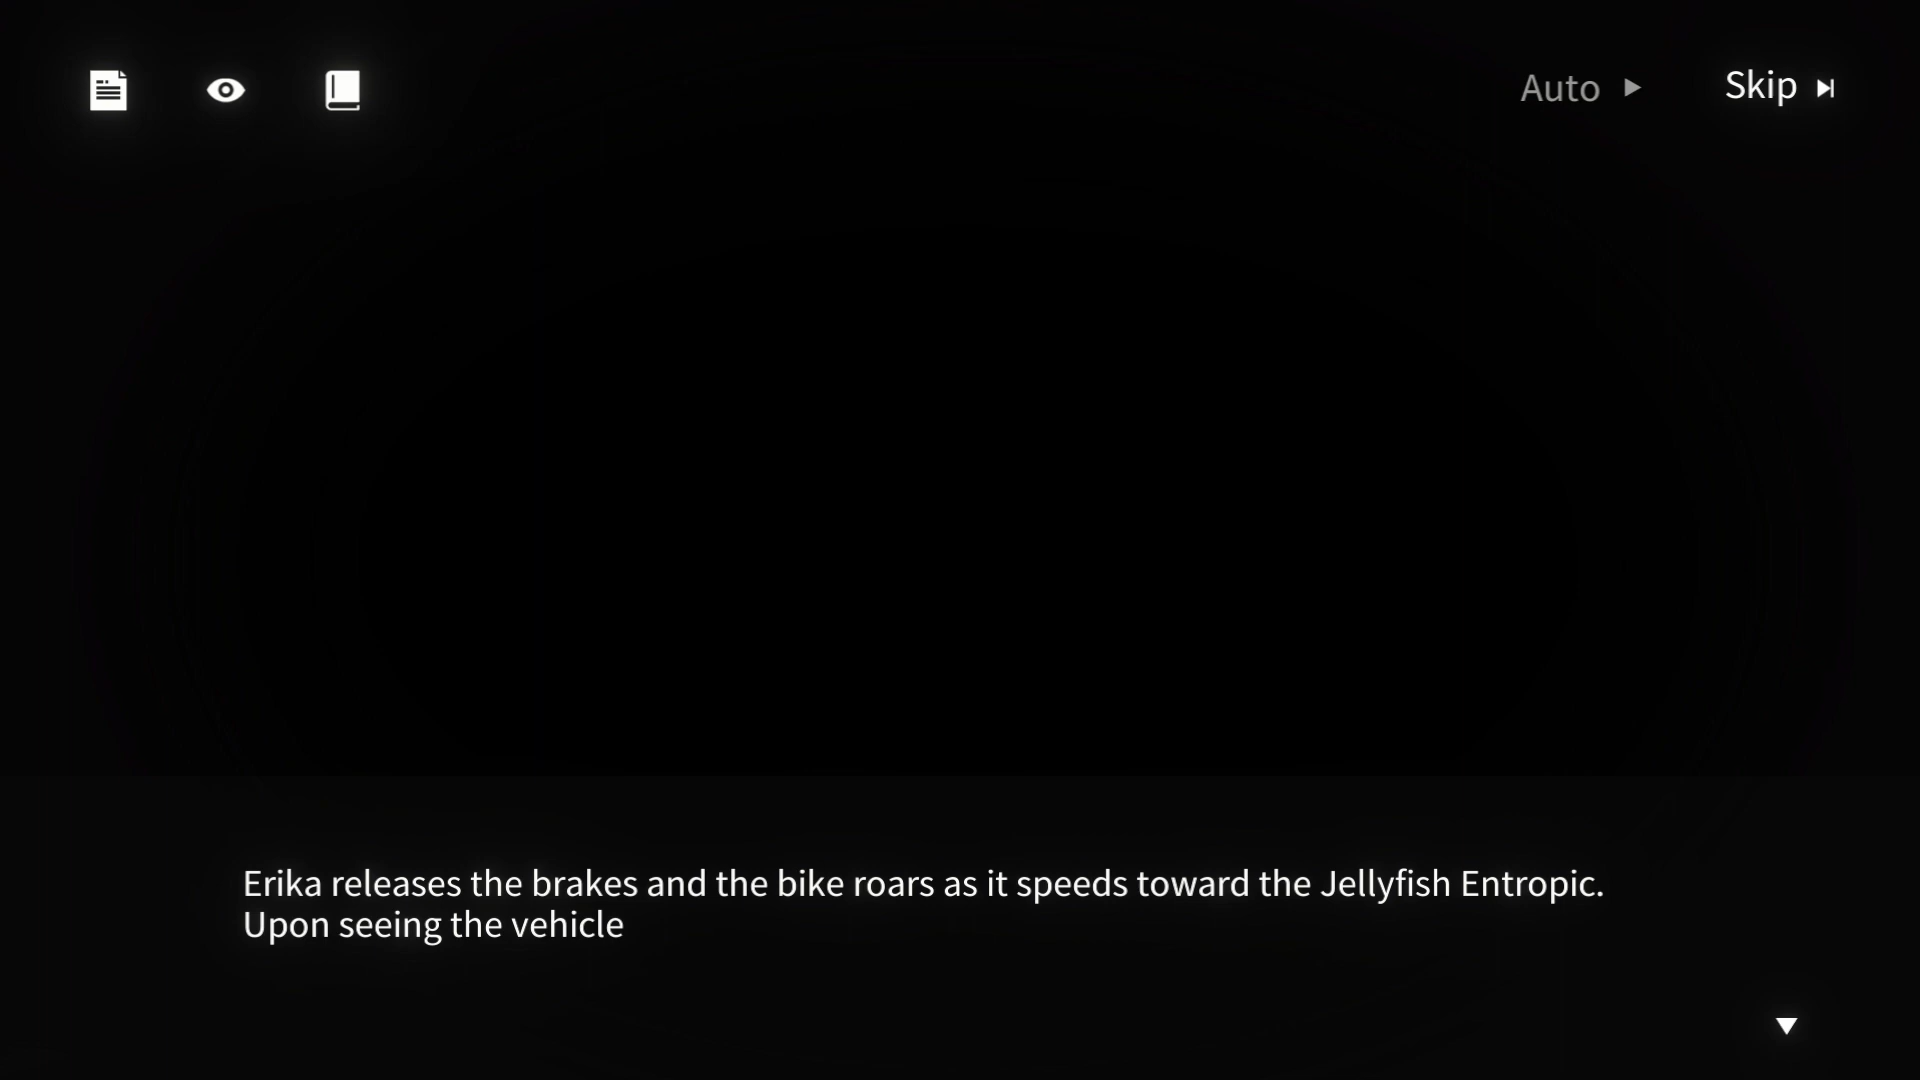 Auto
Skip
Erika releases the brakes and the bike roars as it speeds toward the Jellyfish Entropic.
Upon seeing the vehicle